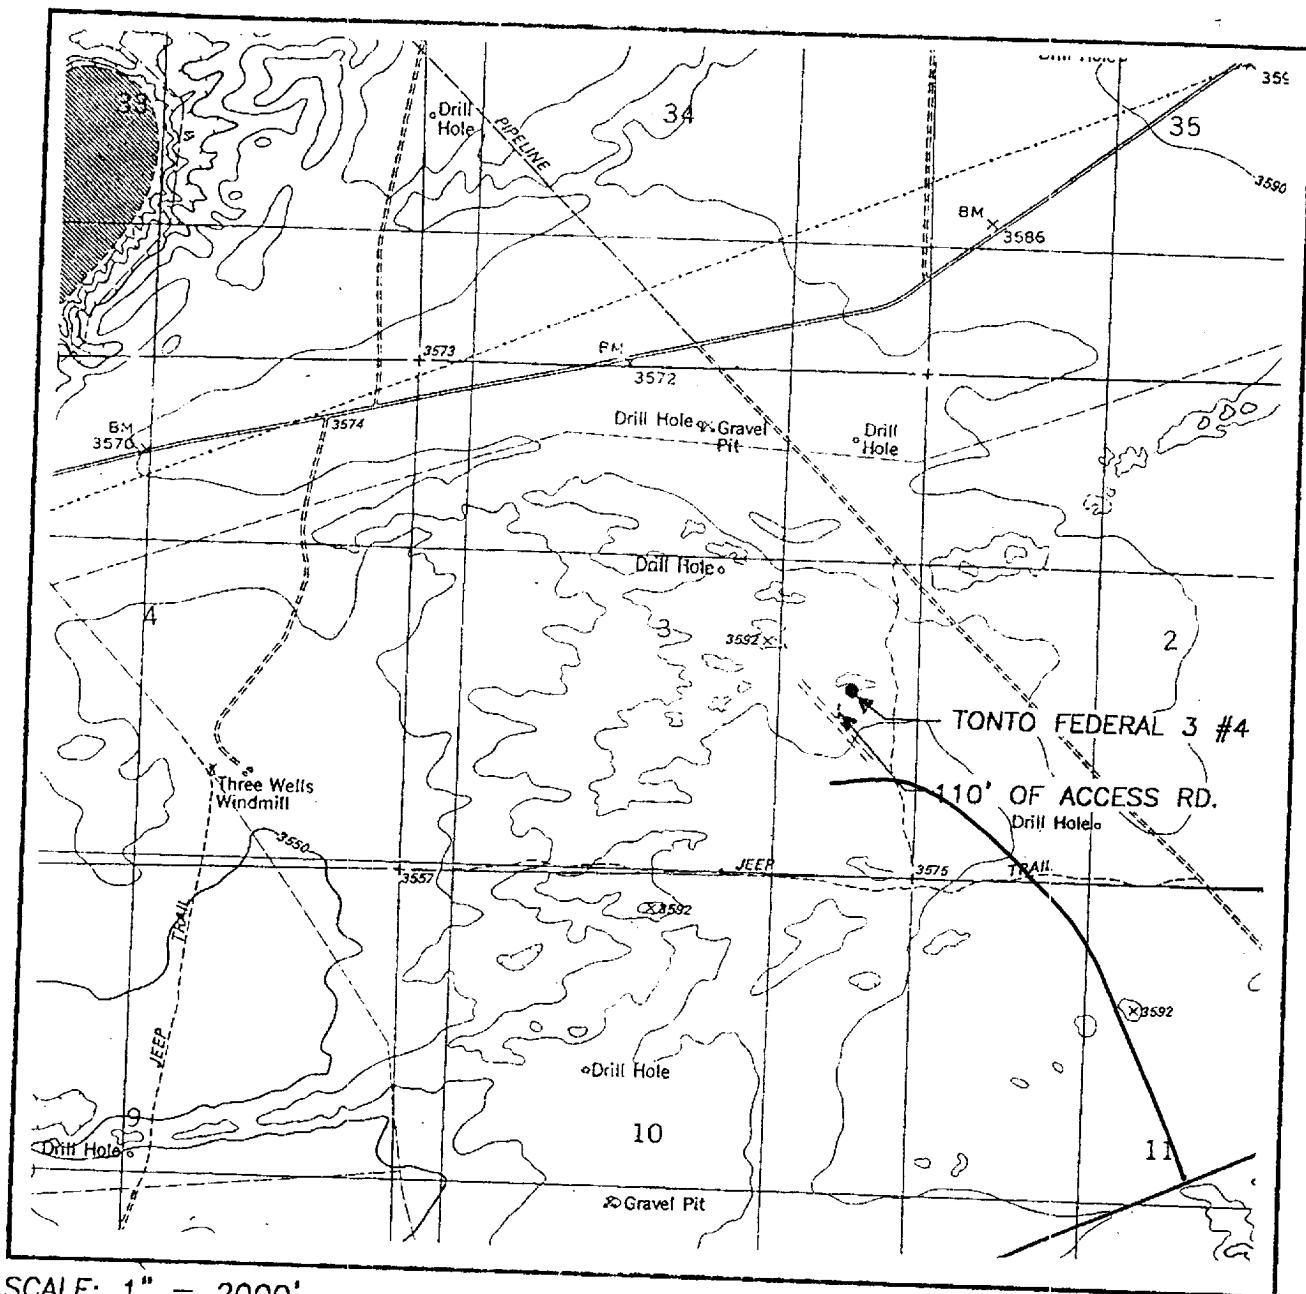 33
Drill
Hole
PIPELINE
34
35
3590
BM
3586
3573
BM
3572
3574
BM
3570
Drill Hole
Gravel
Pit
Drill
Hole
Drill Hole
4
3
3592
2
TONTO FEDERAL 3 #4
Three Wells
Windmill
110' OF ACCESS RD.
Drill Hole
3550
3557
JEEP
3575
TRAIL
3592
TRAIL
JEEP
3592
Drill Hole
9
10
11
Drill Hole
Gravel Pit
SCALE: 1" = 2000'